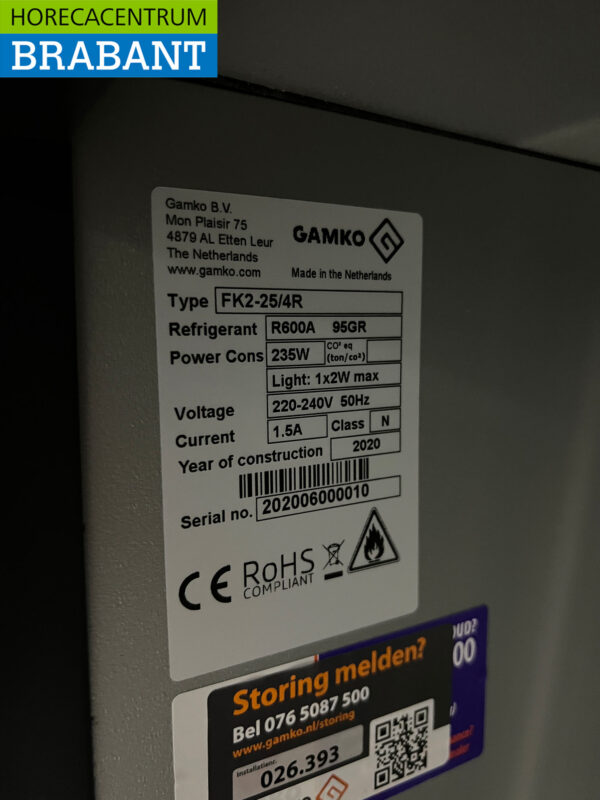 HORECACENTRUM
BRABANT
Gamko B.V.
Mon Plaisir 75
4879 AL Etten Leur
The Netherlands
www.gamko.com
GAMKO
Made in the Netherlands
Type FK2-25/4R
Refrigerant R600A 95GR
Power Cons 235W CO² eq (ton/co²)
Light: 1x2W max
Voltage 220-240V 50Hz
Current 1.5A Class N
Year of construction 2020
Serial no. 202006000010
CE RoHS
COMPLIANT
Storing melden?
Bel 076 5087 500
www.gamko.nl/storing
Installatienr.
026.393
OUD?
00